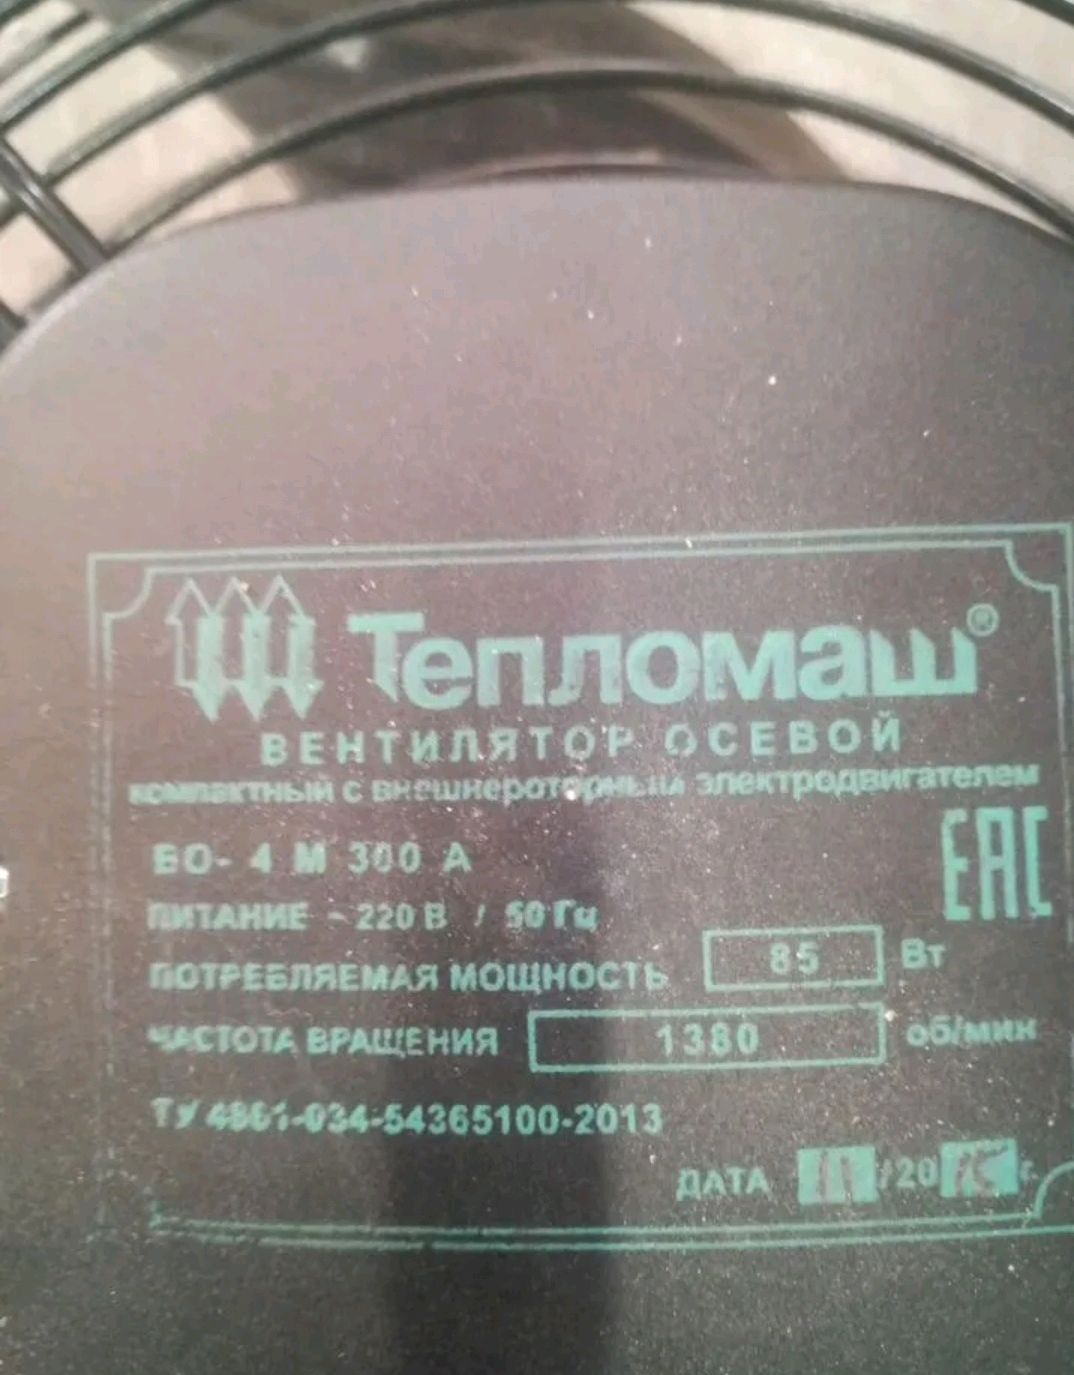 Тепломаш®
ВЕНТИЛЯТОР ОСЕВОЙ
компактный с внешнероторным электродвигателем
ВО- 4 М 300 А
EAC
ПИТАНИЕ ~ 220 В / 50 Гц
ПОТРЕБЛЯЕМАЯ МОЩНОСТЬ 85 Вт
ЧАСТОТА ВРАЩЕНИЯ 1380 об/мин
ТУ 4861-034-54365100-2013
ДАТА /20 г.